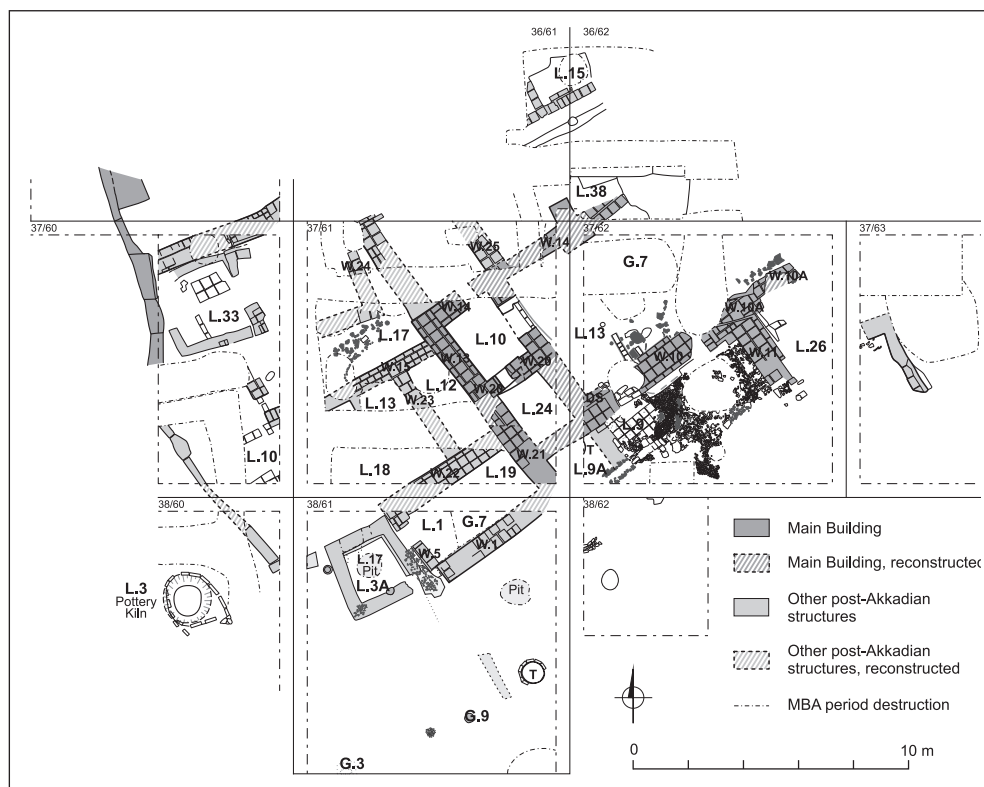 36/61 36/62
L.15
L.38
37/60
37/61
37/62
37/63
W.25
W.14
G.7
W.24
W.10A
W.10A
W.14
L.33
L.17
L.10
L.13
W.10
W.11
L.26
W.13
W.20
W.15
L.12
W.26
L.13
W.23
L.24
DS
L.9
L.10
L.18
W.22
L.19
W.21
T
L.9A
38/60
38/61
38/62
L.1
G.7
W.1
W.5
L.17
Pit
L.3A
Pit
L.3
Pottery
Kiln
T
G.9
G.3
Main Building
Main Building, reconstructed
Other post-Akkadian
structures
Other post-Akkadian
structures, reconstructed
MBA period destruction
0 10 m